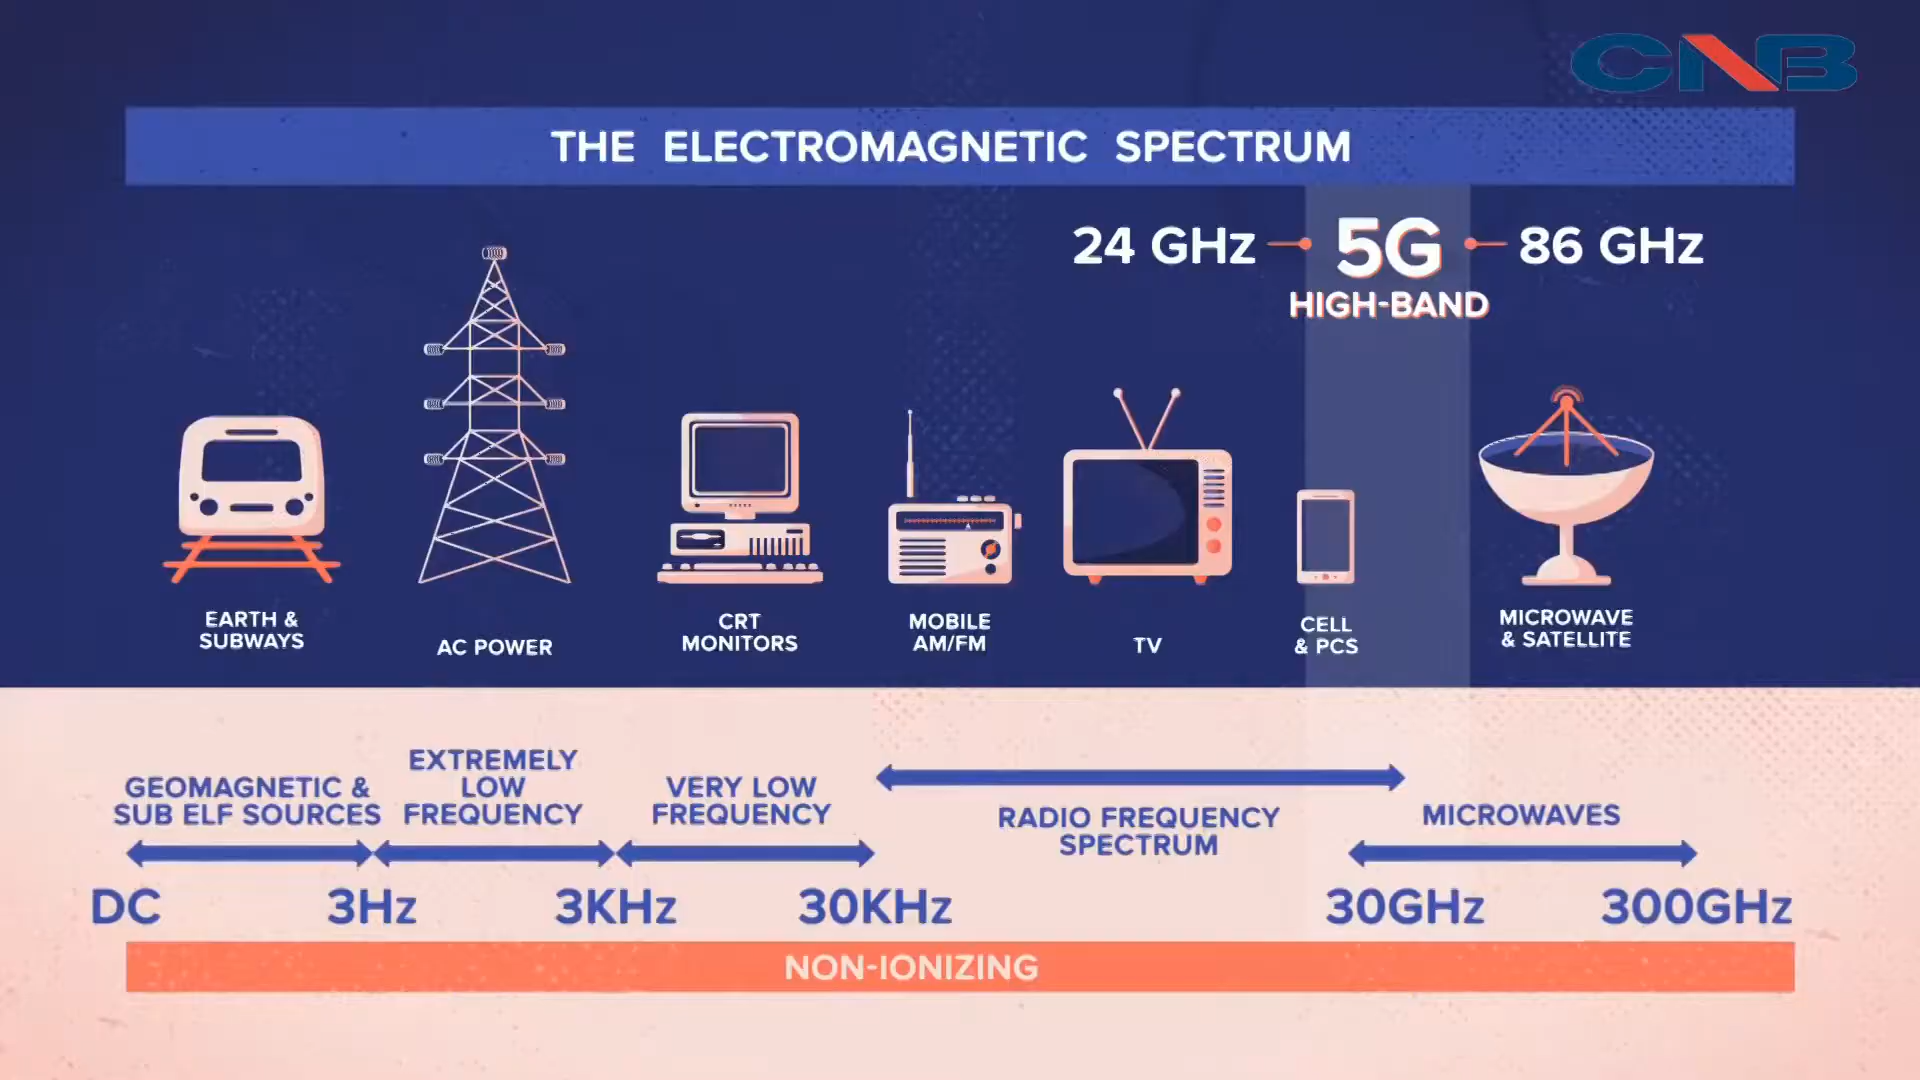 CNB
THE ELECTROMAGNETIC SPECTRUM
24 GHz 5G 86 GHz
HIGH-BAND
EARTH &
SUBWAYS
AC POWER
CRT
MONITORS
MOBILE
AM/FM
TV
CELL
& PCS
MICROWAVE
& SATELLITE
GEOMAGNETIC &
SUB ELF SOURCES
EXTREMELY
LOW
FREQUENCY
VERY LOW
FREQUENCY
RADIO FREQUENCY
SPECTRUM
MICROWAVES
DC 3Hz 3KHz 30KHz 30GHz 300GHz
NON-IONIZING